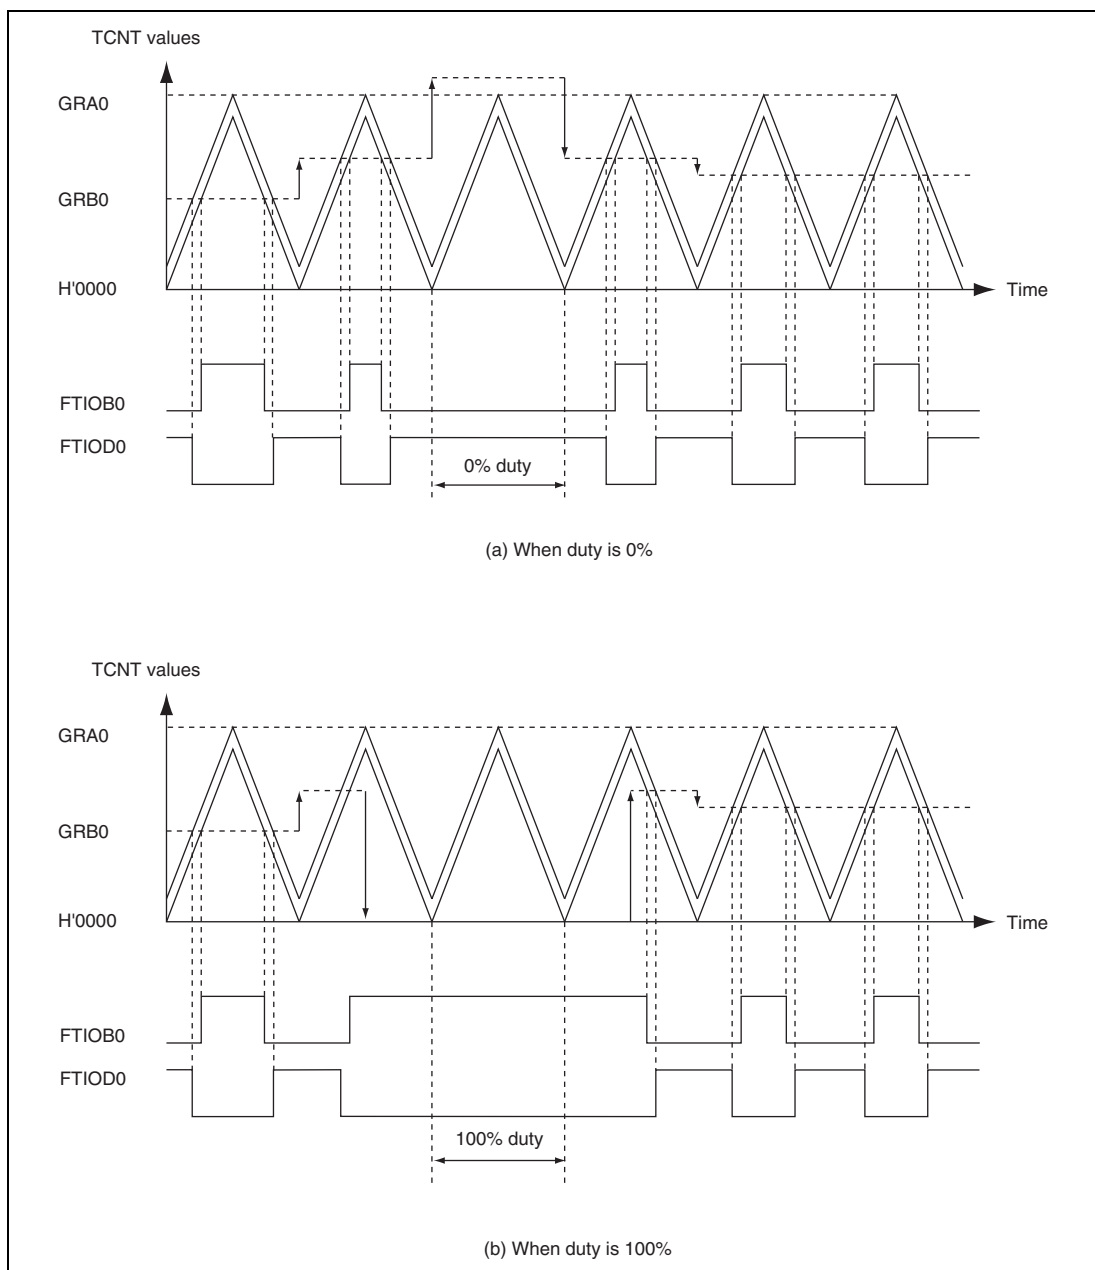 TCNT values
GRA0
GRB0
H'0000
Time
FTIOB0
FTIOD0
0% duty
(a) When duty is 0%
TCNT values
GRA0
GRB0
H'0000
Time
FTIOB0
FTIOD0
100% duty
(b) When duty is 100%